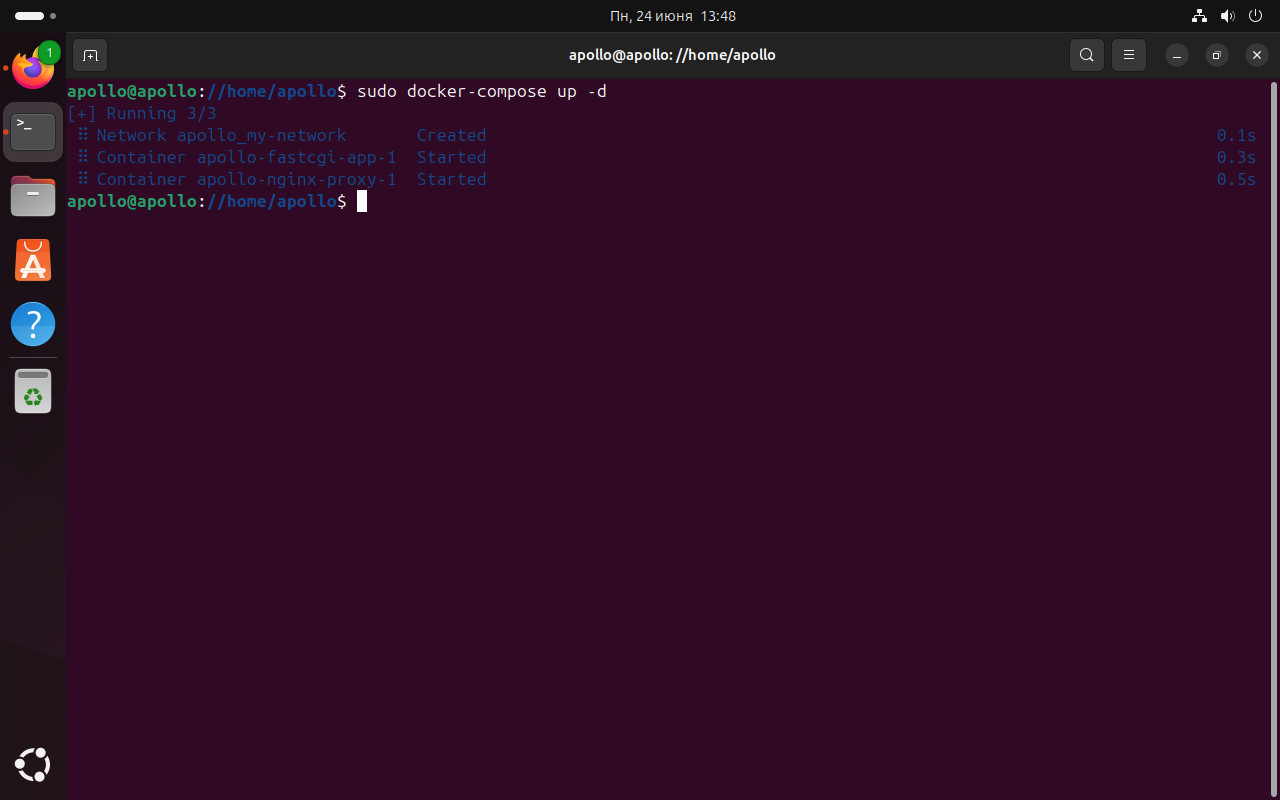 Пн, 24 июня 13:48
1
apollo@apollo: //home/apollo
>_
apollo@apollo://home/apollo$ sudo docker-compose up -d
[+] Running 3/3
⠿ Network apollo_my-network Created 0.1s
⠿ Container apollo-fastcgi-app-1 Started 0.3s
⠿ Container apollo-nginx-proxy-1 Started 0.5s
apollo@apollo://home/apollo$
?